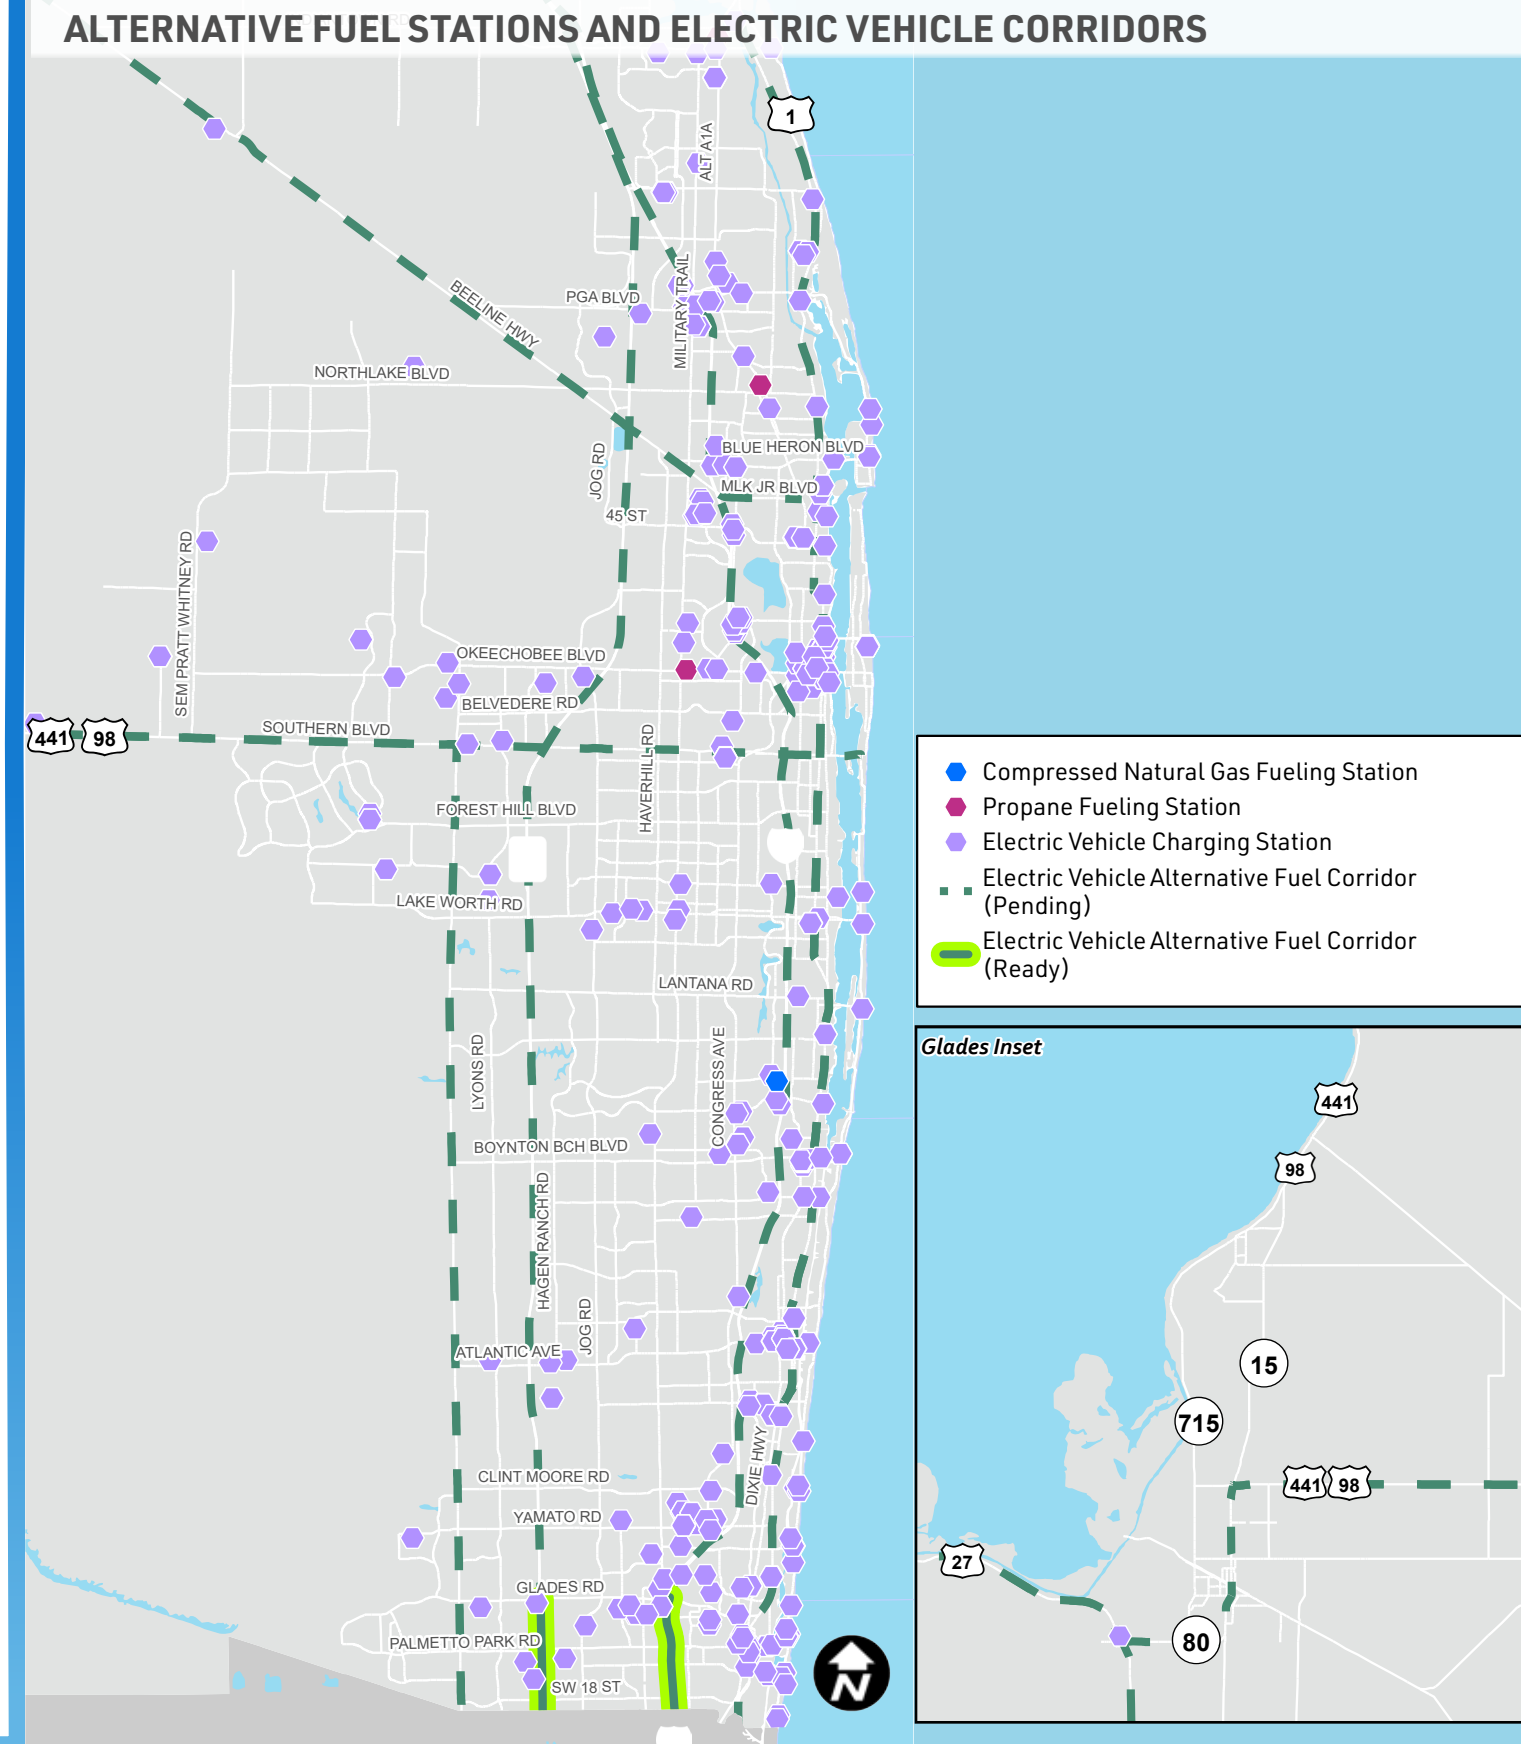 ALTERNATIVE FUEL STATIONS AND ELECTRIC VEHICLE CORRIDORS
1
ALT A1A
MILITARY TRAIL
PGA BLVD
BEELINE HWY
NORTHLAKE BLVD
JOG RD
BLUE HERON BLVD
MLK JR BLVD
45 ST
SEM PRATT WHITNEY RD
OKEECHOBEE BLVD
BELVEDERE RD
441 98
SOUTHERN BLVD
HAVERHILL RD
FOREST HILL BLVD
LAKE WORTH RD
LANTANA RD
LYONS RD
CONGRESS AVE
BOYNTON BCH BLVD
HAGEN RANCH RD
JOG RD
ATLANTIC AVE
DIXIE HWY
CLINT MOORE RD
YAMATO RD
GLADES RD
PALMETTO PARK RD
SW 18 ST
N
Compressed Natural Gas Fueling Station
Propane Fueling Station
Electric Vehicle Charging Station
Electric Vehicle Alternative Fuel Corridor
(Pending)
Electric Vehicle Alternative Fuel Corridor
(Ready)
Glades Inset
441
98
15
715
441 98
27
80